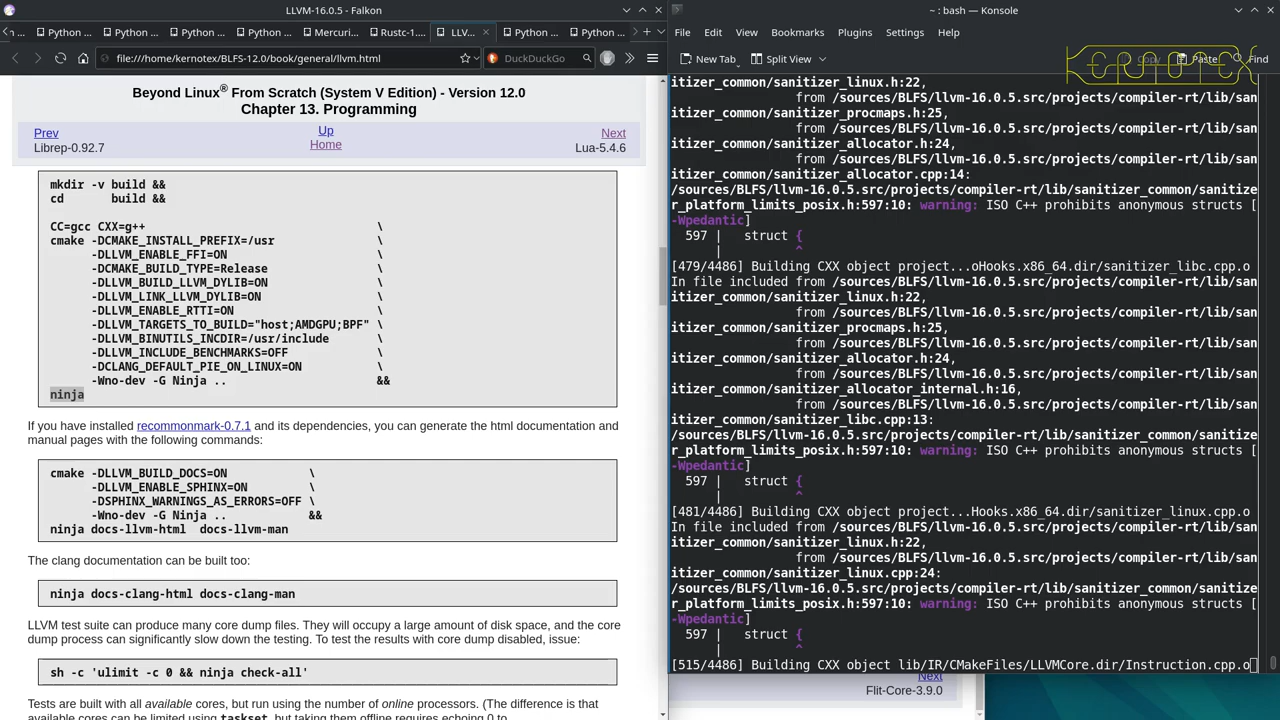 LLVM-16.0.5 - Falkon
Python ...
Python ...
Python ...
Python ...
Mercuri...
Rustc-1....
LLV...
Python ...
Python ...
file:///home/kernotex/BLFS-12.0/book/general/llvm.html
DuckDuckGo
Beyond Linux® From Scratch (System V Edition) - Version 12.0
Chapter 13. Programming
Prev
Up
Next
Librep-0.92.7
Home
Lua-5.4.6
mkdir -v build &&
cd       build &&
CC=gcc CXX=g++                                  \
cmake -DCMAKE_INSTALL_PREFIX=/usr               \
      -DLLVM_ENABLE_FFI=ON                      \
      -DCMAKE_BUILD_TYPE=Release                \
      -DLLVM_BUILD_LLVM_DYLIB=ON                \
      -DLLVM_LINK_LLVM_DYLIB=ON                 \
      -DLLVM_ENABLE_RTTI=ON                     \
      -DLLVM_TARGETS_TO_BUILD="host;AMDGPU;BPF" \
      -DLLVM_BINUTILS_INCDIR=/usr/include       \
      -DLLVM_INCLUDE_BENCHMARKS=OFF             \
      -DCLANG_DEFAULT_PIE_ON_LINUX=ON           \
      -Wno-dev -G Ninja ..                      &&
ninja
If you have installed recommonmark-0.7.1 and its dependencies, you can generate the html documentation and
manual pages with the following commands:
cmake -DLLVM_BUILD_DOCS=ON            \
      -DLLVM_ENABLE_SPHINX=ON         \
      -DSPHINX_WARNINGS_AS_ERRORS=OFF \
      -Wno-dev -G Ninja ..            &&
ninja docs-llvm-html  docs-llvm-man
The clang documentation can be built too:
ninja docs-clang-html docs-clang-man
LLVM test suite can produce many core dump files. They will occupy a large amount of disk space, and the core
dump process can significantly slow down the testing. To test the results with core dump disabled, issue:
sh -c 'ulimit -c 0 && ninja check-all'
Tests are built with all available cores, but run using the number of online processors. (The difference is that
available cores can be limited using taskset, but taking them offline requires echoing 0 to
~ : bash — Konsole
File Edit View Bookmarks Plugins Settings Help
New Tab
Split View
Copy
Paste
Find
KERNOTEX
itizer_common/sanitizer_linux.h:22,
                 from /sources/BLFS/llvm-16.0.5.src/projects/compiler-rt/lib/san
itizer_common/sanitizer_procmaps.h:25,
                 from /sources/BLFS/llvm-16.0.5.src/projects/compiler-rt/lib/san
itizer_common/sanitizer_allocator.h:24,
                 from /sources/BLFS/llvm-16.0.5.src/projects/compiler-rt/lib/san
itizer_common/sanitizer_allocator.cpp:14:
/sources/BLFS/llvm-16.0.5.src/projects/compiler-rt/lib/sanitizer_common/sanitize
r_platform_limits_posix.h:597:10: warning: ISO C++ prohibits anonymous structs [
-Wpedantic]
  597 |   struct {
      |          ^
[479/4486] Building CXX object project...oHooks.x86_64.dir/sanitizer_libc.cpp.o
In file included from /sources/BLFS/llvm-16.0.5.src/projects/compiler-rt/lib/san
itizer_common/sanitizer_linux.h:22,
                 from /sources/BLFS/llvm-16.0.5.src/projects/compiler-rt/lib/san
itizer_common/sanitizer_procmaps.h:25,
                 from /sources/BLFS/llvm-16.0.5.src/projects/compiler-rt/lib/san
itizer_common/sanitizer_allocator.h:24,
                 from /sources/BLFS/llvm-16.0.5.src/projects/compiler-rt/lib/san
itizer_common/sanitizer_allocator_internal.h:16,
                 from /sources/BLFS/llvm-16.0.5.src/projects/compiler-rt/lib/san
itizer_common/sanitizer_libc.cpp:13:
/sources/BLFS/llvm-16.0.5.src/projects/compiler-rt/lib/sanitizer_common/sanitize
r_platform_limits_posix.h:597:10: warning: ISO C++ prohibits anonymous structs [
-Wpedantic]
  597 |   struct {
      |          ^
[481/4486] Building CXX object project...Hooks.x86_64.dir/sanitizer_linux.cpp.o
In file included from /sources/BLFS/llvm-16.0.5.src/projects/compiler-rt/lib/san
itizer_common/sanitizer_linux.h:22,
                 from /sources/BLFS/llvm-16.0.5.src/projects/compiler-rt/lib/san
itizer_common/sanitizer_linux.cpp:24:
/sources/BLFS/llvm-16.0.5.src/projects/compiler-rt/lib/sanitizer_common/sanitize
r_platform_limits_posix.h:597:10: warning: ISO C++ prohibits anonymous structs [
-Wpedantic]
  597 |   struct {
      |          ^
[515/4486] Building CXX object lib/IR/CMakeFiles/LLVMCore.dir/Instruction.cpp.o
Next
Flit-Core-3.9.0